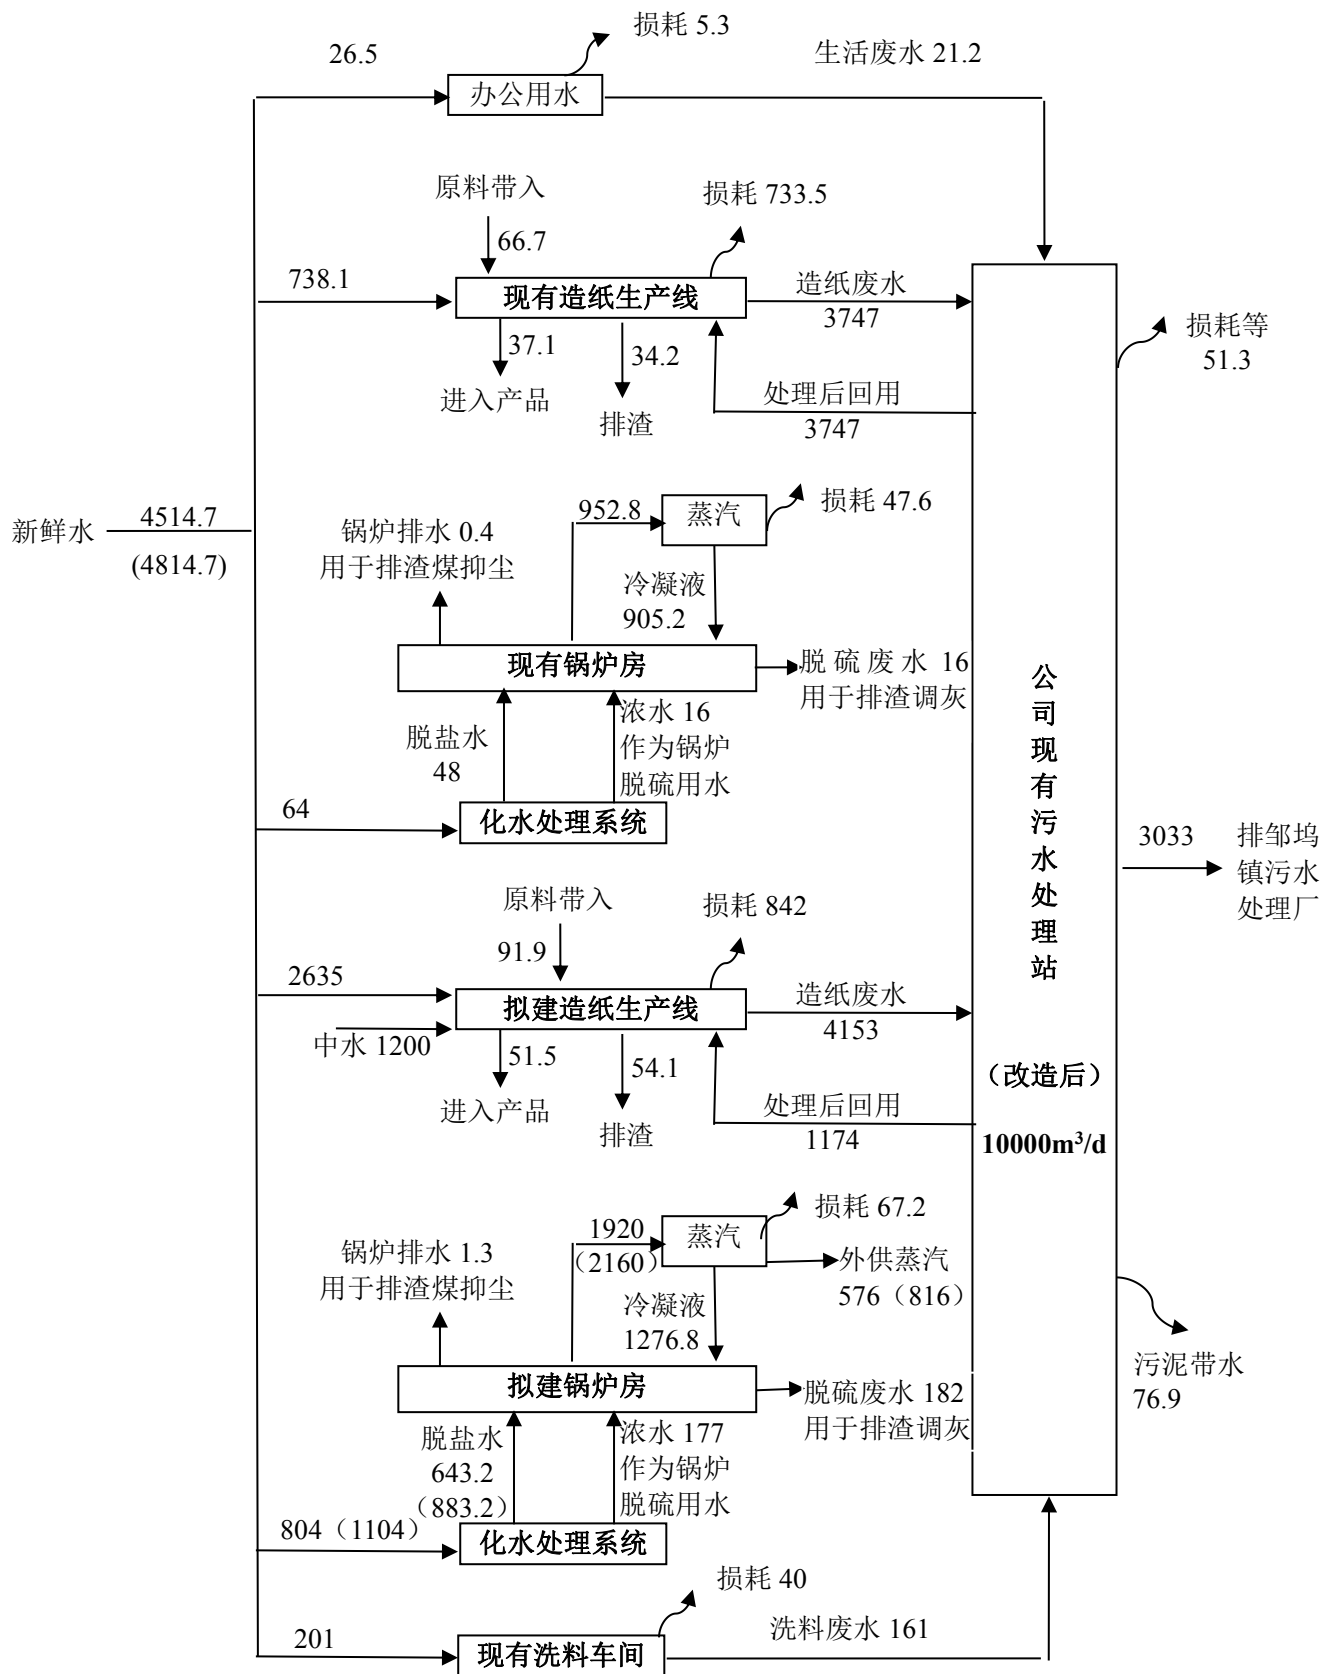 损耗 5.3
26.5
生活废水 21.2
办公用水
原料带入
损耗 733.5
66.7
738.1
现有造纸生产线
造纸废水
3747
37.1
34.2
进入产品
排渣
处理后回用
3747
损耗等
51.3
新鲜水
4514.7
(4814.7)
锅炉排水 0.4
用于排渣煤抑尘
952.8
蒸汽
损耗 47.6
冷凝液
905.2
现有锅炉房
脱硫废水 16
用于排渣调灰
脱盐水
48
浓水 16
作为锅炉
脱硫用水
64
化水处理系统
公
司
现
有
污
水
处
理
站
（改造后）
10000m³/d
3033
排邹坞
镇污水
处理厂
原料带入
损耗 842
91.9
2635
拟建造纸生产线
造纸废水
4153
中水 1200
51.5
54.1
进入产品
排渣
处理后回用
1174
锅炉排水 1.3
用于排渣煤抑尘
1920
（2160）
蒸汽
损耗 67.2
外供蒸汽
576（816）
冷凝液
1276.8
拟建锅炉房
脱硫废水 182
用于排渣调灰
污泥带水
76.9
脱盐水
643.2
（883.2）
浓水 177
作为锅炉
脱硫用水
804（1104）
化水处理系统
损耗 40
201
现有洗料车间
洗料废水 161